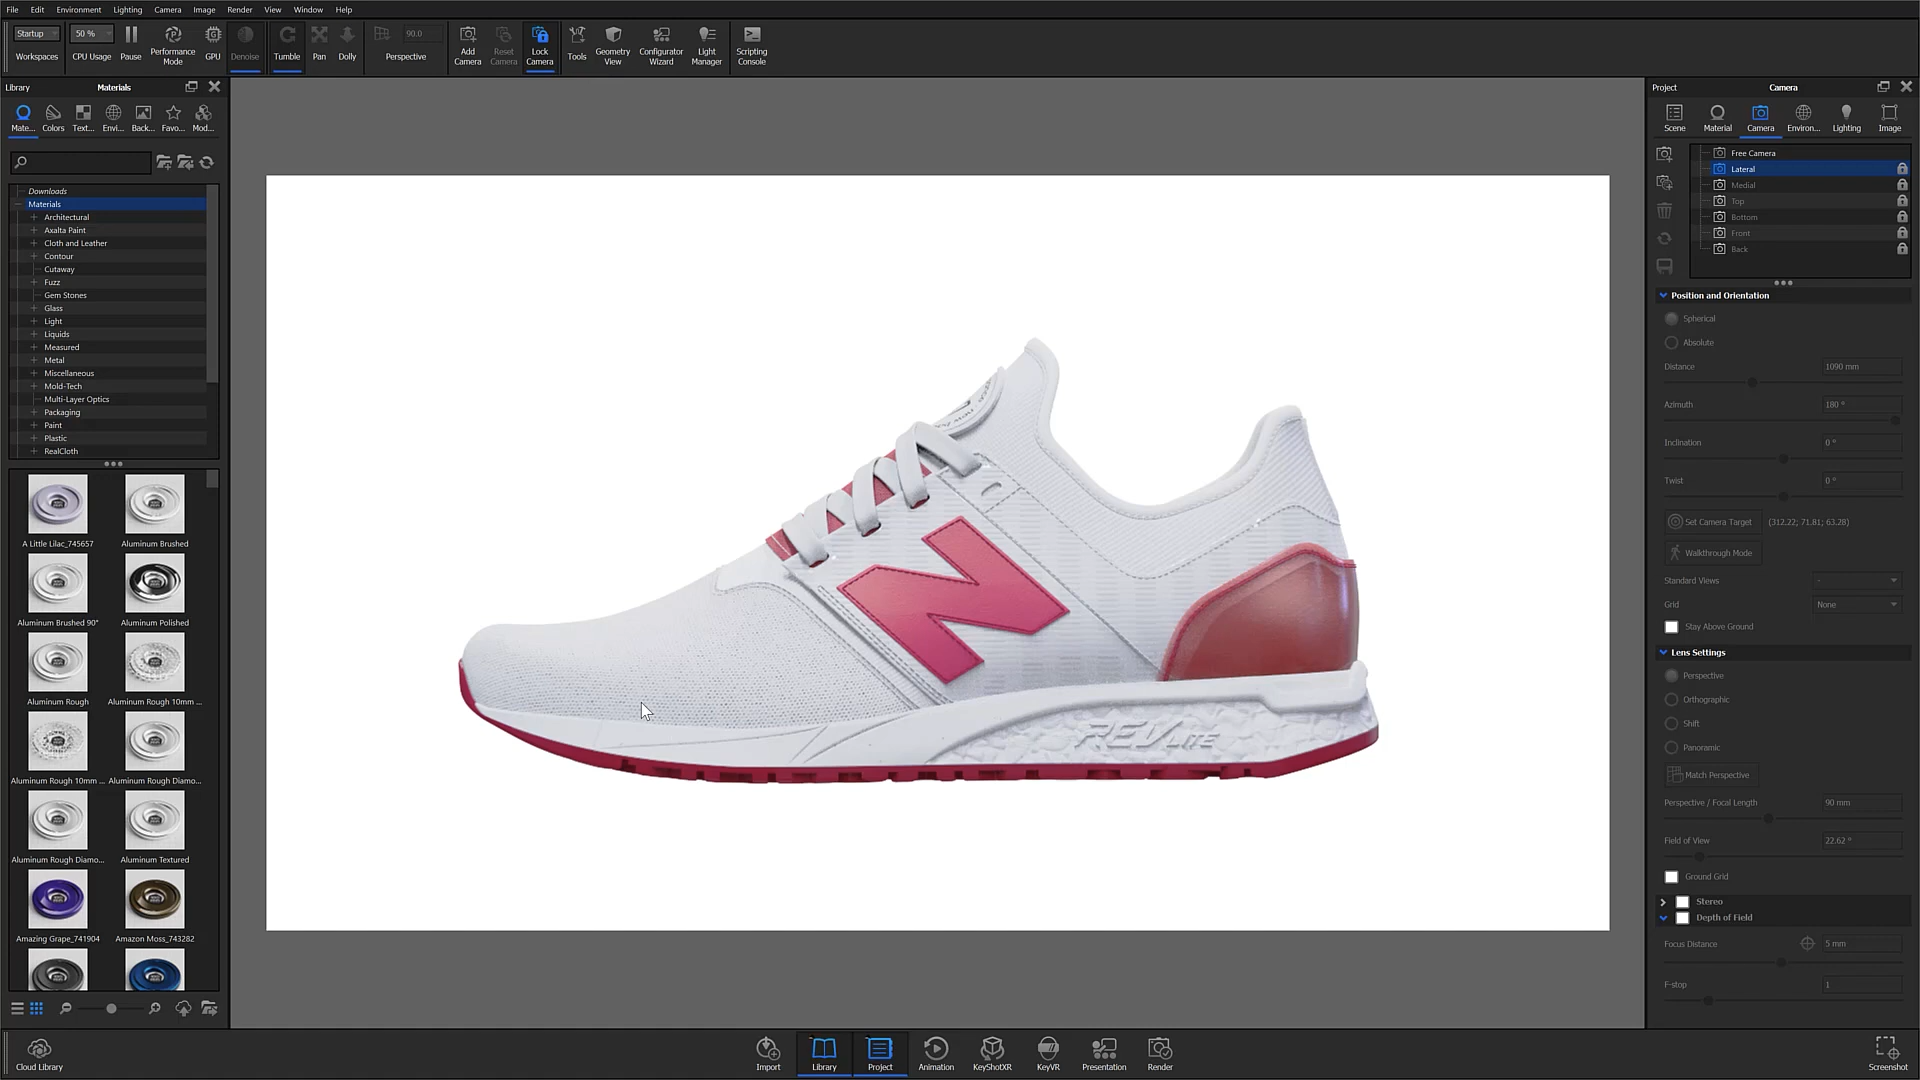 File Edit Environment Lighting Camera Image Render View Window Help
Startup 50 % 90.0
Workspaces CPU Usage Pause Performance Mode GPU Denoise Tumble Pan Dolly Perspective Add Camera Reset Camera Lock Camera Tools Geometry View Configurator Wizard Light Manager Scripting Console
Library Materials
Mate... Colors Text... Envi... Back... Favo... Mod...
Downloads
Materials
Architectural
Axalta Paint
Cloth and Leather
Contour
Cutaway
Fuzz
Gem Stones
Glass
Light
Liquids
Measured
Metal
Miscellaneous
Mold-Tech
Multi-Layer Optics
Packaging
Paint
Plastic
RealCloth
A Little Lilac_745657 Aluminum Brushed
Aluminum Brushed 90° Aluminum Polished
Aluminum Rough Aluminum Rough 10mm ...
Aluminum Rough 10mm ... Aluminum Rough Diamo...
Aluminum Rough Diamo... Aluminum Textured
Amazing Grape_741904 Amazon Moss_743282
N
REVLITE
Project Camera
Scene Material Camera Environ... Lighting Image
Free Camera
Lateral
Medial
Top
Bottom
Front
Back
Position and Orientation
Spherical
Absolute
Distance 1090 mm
Azimuth 180 °
Inclination 0 °
Twist 0 °
Set Camera Target (312.22; 71.81; 63.28)
Walkthrough Mode
Standard Views -
Grid None
Stay Above Ground
Lens Settings
Perspective
Orthographic
Shift
Panoramic
Match Perspective
Perspective / Focal Length 90 mm
Field of View 22.62 °
Ground Grid
Stereo
Depth of Field
Focus Distance 5 mm
F-stop 1
Cloud Library Import Library Project Animation KeyShotXR KeyVR Presentation Render Screenshot